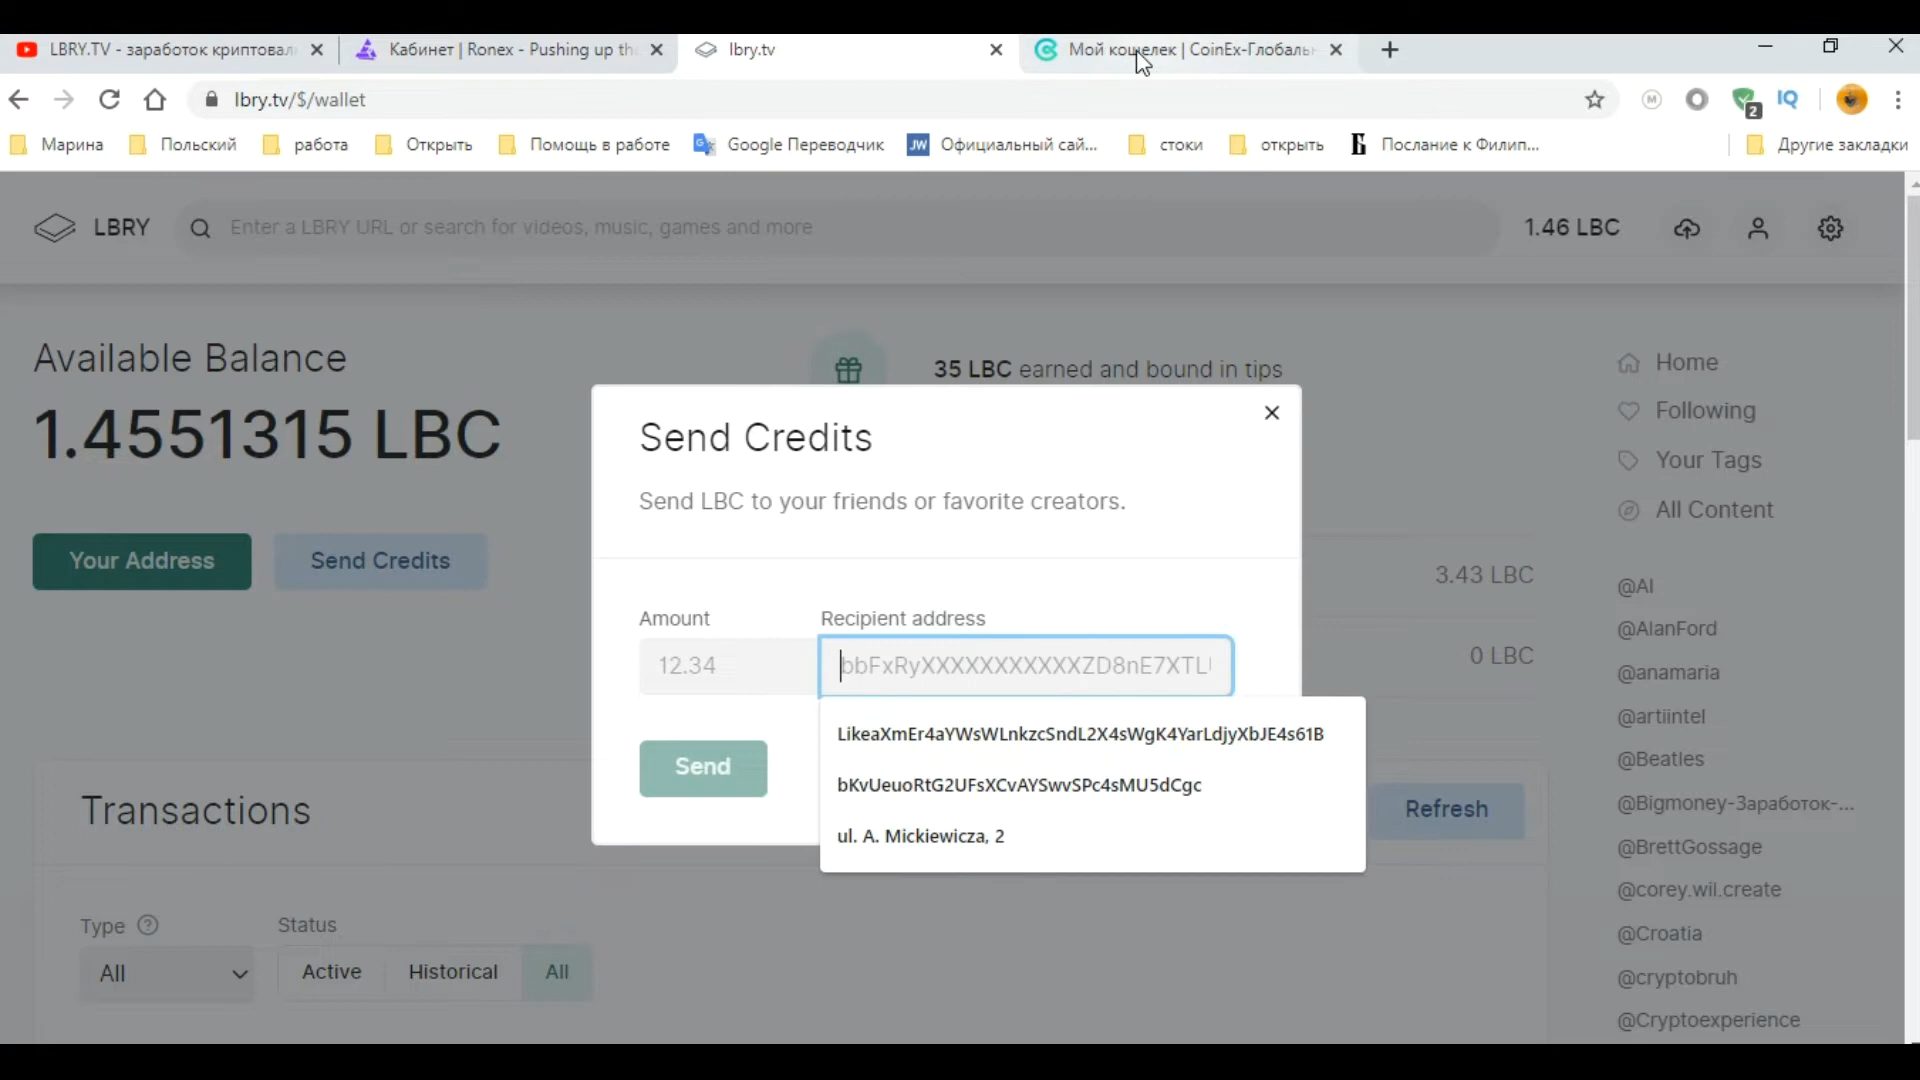 LBRY.TV - заработок криптовал
Кабинет | Ronex - Pushing up th
lbry.tv
Мой кошелек | CoinEx-Глобаль
lbry.tv/$/wallet
2
IQ
Марина
Польский
работа
Открыть
Помощь в работе
Google Переводчик
JW
Официальный сай...
стоки
открыть
Послание к Филип...
Другие закладки
LBRY
Enter a LBRY URL or search for videos, music, games and more
1.46 LBC
Available Balance
1.4551315 LBC
Your Address
Send Credits
35 LBC earned and bound in tips
Send Credits
Send LBC to your friends or favorite creators.
Amount
Recipient address
12.34
bbFxRyXXXXXXXXXXXZD8nE7XTL
Send
LikeaXmEr4aYWsWLnkzcSndL2X4sWgK4YarLdjyXbJE4s61B
bKvUeuoRtG2UFsXCvAYSwvSPc4sMU5dCgc
ul. A. Mickiewicza, 2
3.43 LBC
0 LBC
Transactions
Refresh
Type
Status
All
Active
Historical
All
Home
Following
Your Tags
All Content
@AI
@AlanFord
@anamaria
@artiintel
@Beatles
@Bigmoney-Заработок-...
@BrettGossage
@corey.wil.create
@Croatia
@cryptobruh
@Cryptoexperience